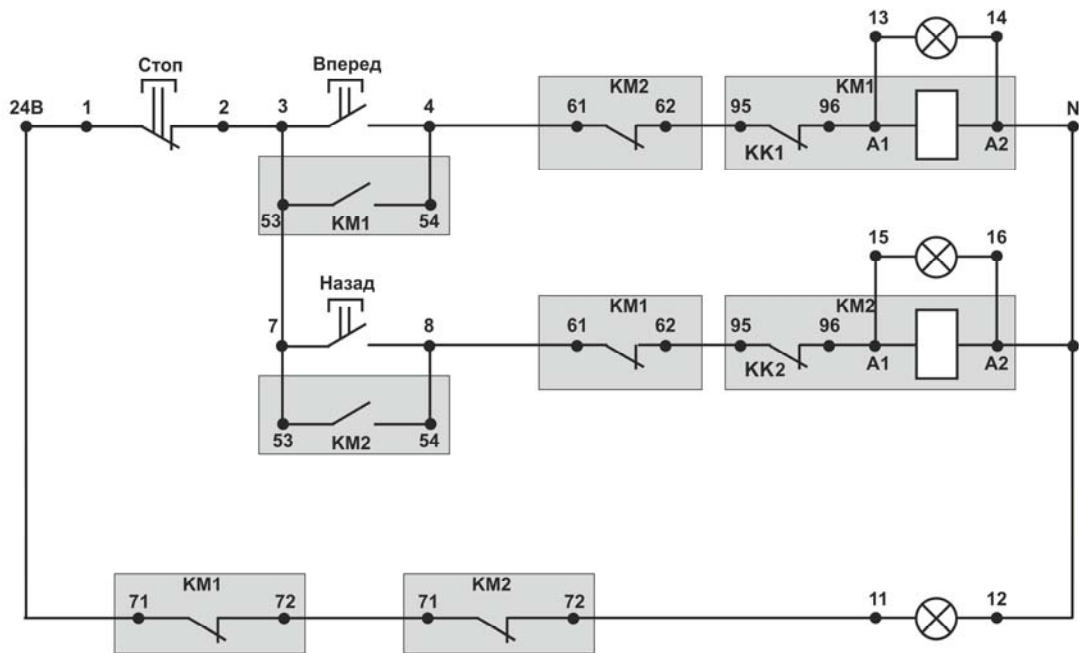 13 14
Стоп Вперед
24В 1 2 3 4 61 KM2 62 95 KM1 96 N
KK1 A1 A2
53 KM1 54
15 16
Назад
7 8 61 KM1 62 95 KM2 96
KK2 A1 A2
53 KM2 54
KM1 KM2
71 72 71 72 11 12